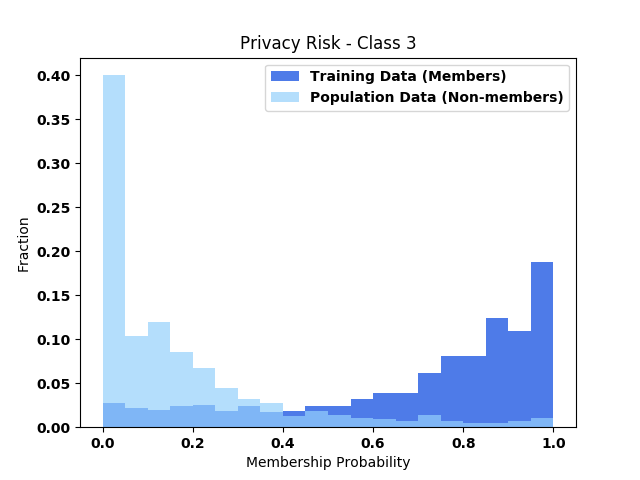 Privacy Risk - Class 3
Training Data (Members)
Population Data (Non-members)
0.40
0.35
0.30
0.25
0.20
0.15
0.10
0.05
0.00
Fraction
0.0 0.2 0.4 0.6 0.8 1.0
Membership Probability